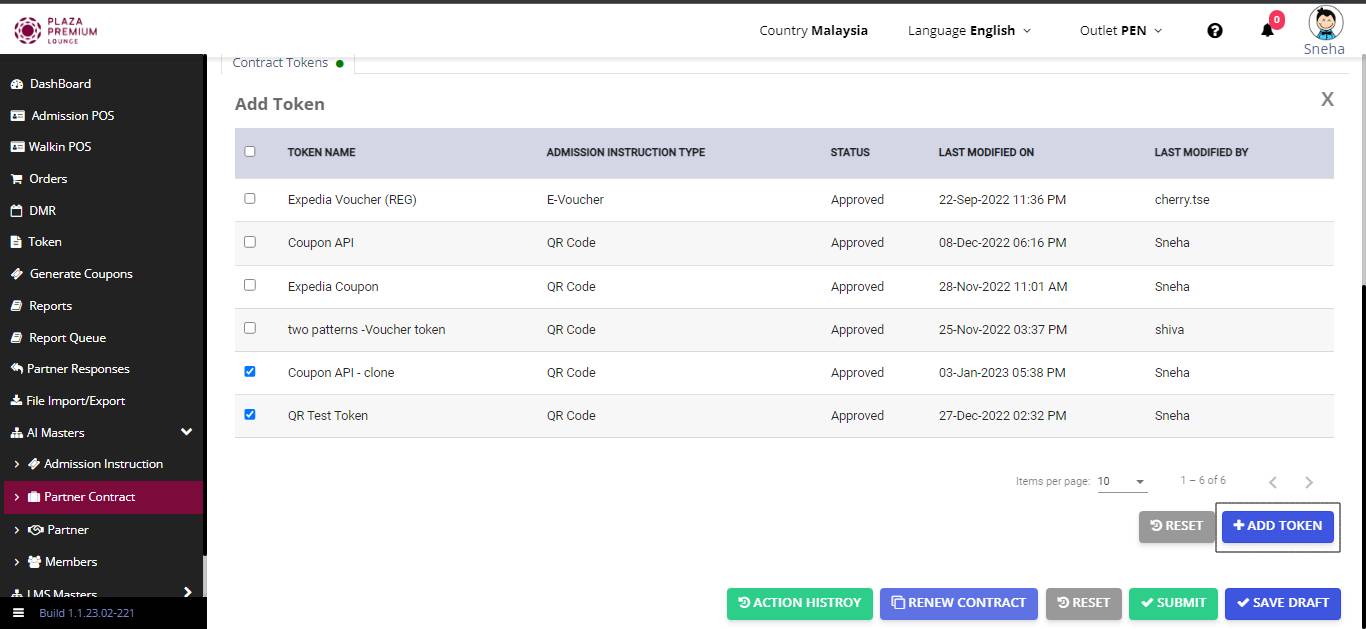 PLAZA
PREMIUM
LOUNGE
Country Malaysia Language English Outlet PEN 0
Sneha
DashBoard
Admission POS
Walkin POS
Orders
DMR
Token
Generate Coupons
Reports
Report Queue
Partner Responses
File Import/Export
AI Masters
Admission Instruction
Partner Contract
Partner
Members
LMS Masters
Build 1.1.23.02-221
Contract Tokens
Add Token X
TOKEN NAME ADMISSION INSTRUCTION TYPE STATUS LAST MODIFIED ON LAST MODIFIED BY
Expedia Voucher (REG) E-Voucher Approved 22-Sep-2022 11:36 PM cherry.tse
Coupon API QR Code Approved 08-Dec-2022 06:16 PM Sneha
Expedia Coupon QR Code Approved 28-Nov-2022 11:01 AM Sneha
two patterns -Voucher token QR Code Approved 25-Nov-2022 03:37 PM shiva
Coupon API - clone QR Code Approved 03-Jan-2023 05:38 PM Sneha
QR Test Token QR Code Approved 27-Dec-2022 02:32 PM Sneha
Items per page: 10 1 – 6 of 6
RESET ADD TOKEN
ACTION HISTROY RENEW CONTRACT RESET SUBMIT SAVE DRAFT